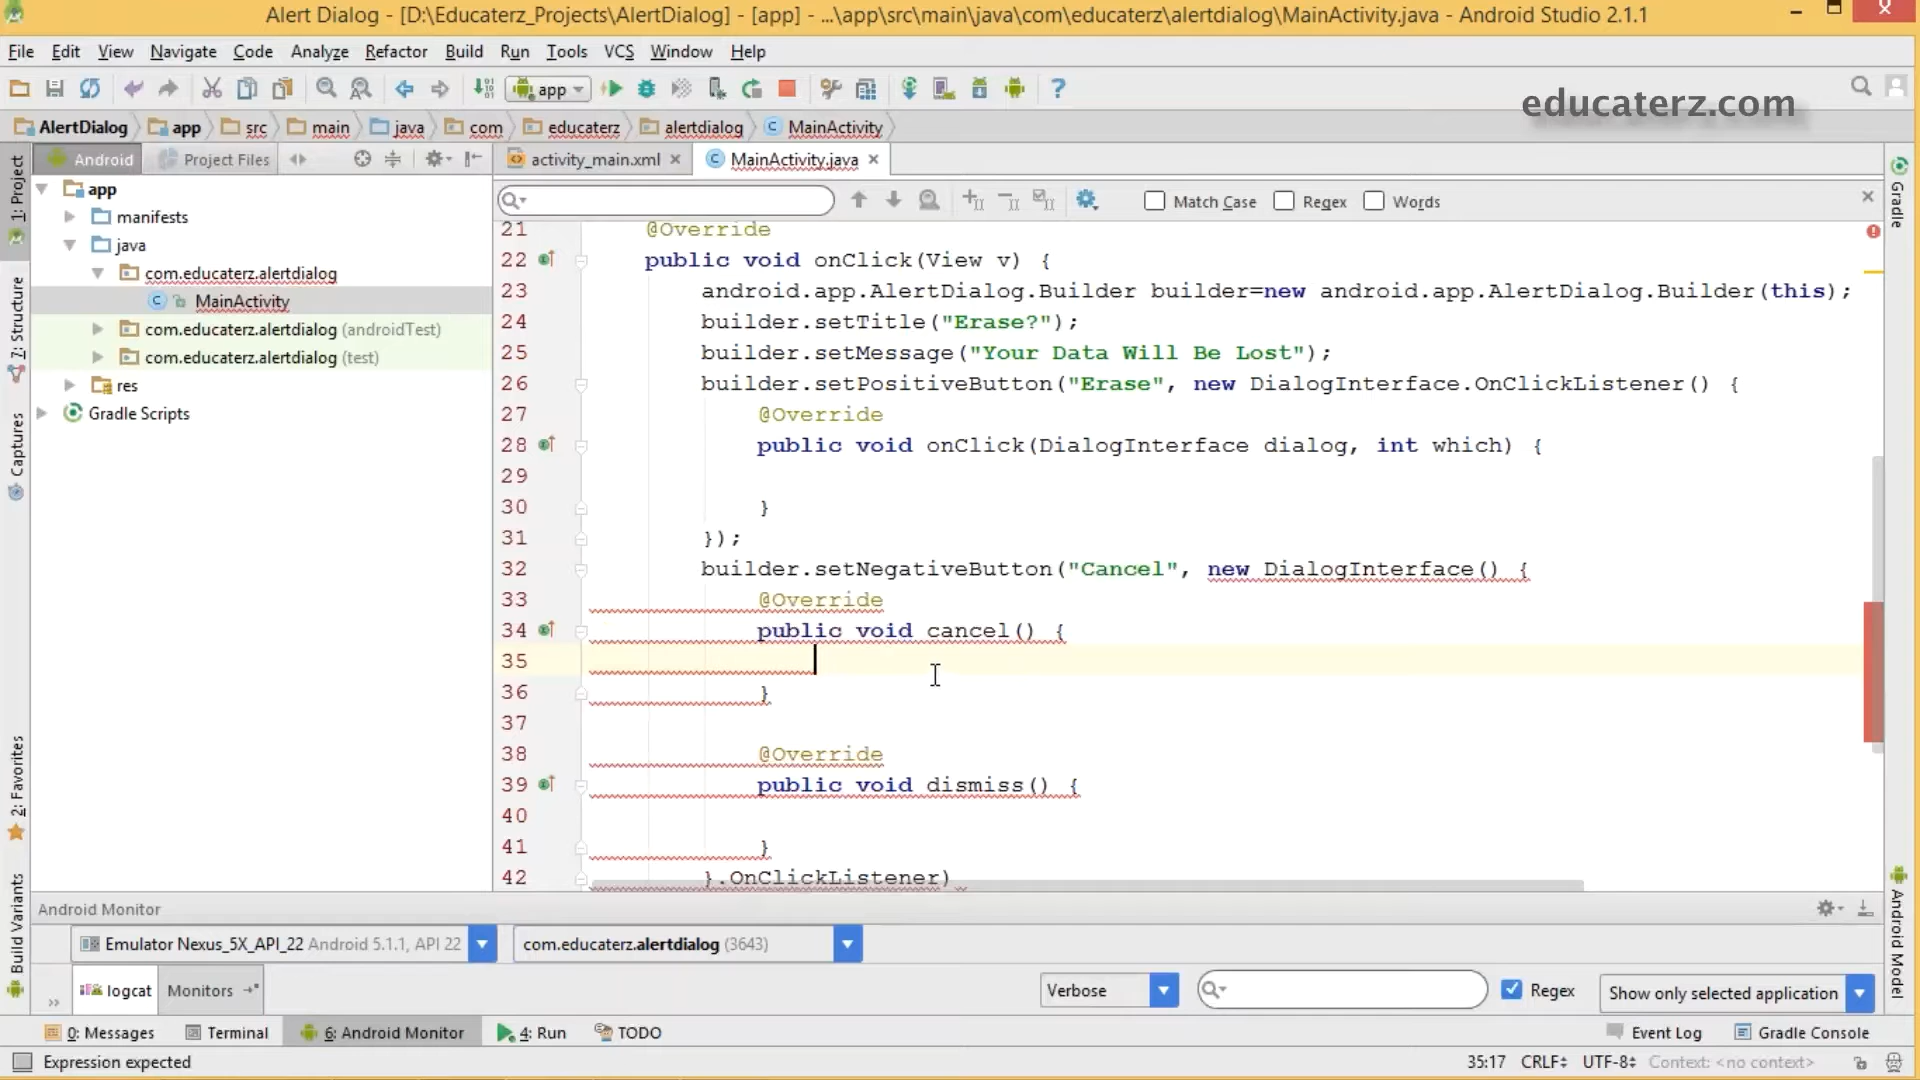 Alert Dialog - [D:\Educaterz_Projects\AlertDialog] - [app] - ...\app\src\main\java\com\educaterz\alertdialog\MainActivity.java - Android Studio 2.1.1
File Edit View Navigate Code Analyze Refactor Build Run Tools VCS Window Help
app
educaterz.com
AlertDialog app src main java com educaterz alertdialog MainActivity
Android Project Files
activity_main.xml MainActivity.java
Match Case Regex Words
1: Project
7: Structure
Captures
2: Favorites
Build Variants
app
manifests
java
com.educaterz.alertdialog
MainActivity
com.educaterz.alertdialog (androidTest)
com.educaterz.alertdialog (test)
res
Gradle Scripts
21 @Override
22 public void onClick(View v) {
23 android.app.AlertDialog.Builder builder=new android.app.AlertDialog.Builder(this);
24 builder.setTitle("Erase?");
25 builder.setMessage("Your Data Will Be Lost");
26 builder.setPositiveButton("Erase", new DialogInterface.OnClickListener() {
27 @Override
28 public void onClick(DialogInterface dialog, int which) {
29
30 }
31 });
32 builder.setNegativeButton("Cancel", new DialogInterface() {
33 @Override
34 public void cancel() {
35
36 }
37
38 @Override
39 public void dismiss() {
40
41 }
42 }.OnClickListener)
Gradle
Android Model
Android Monitor
Emulator Nexus_5X_API_22 Android 5.1.1, API 22 com.educaterz.alertdialog (3643)
logcat Monitors Verbose Regex Show only selected application
0: Messages Terminal 6: Android Monitor 4: Run TODO Event Log Gradle Console
Expression expected 35:17 CRLF UTF-8 Context: <no context>